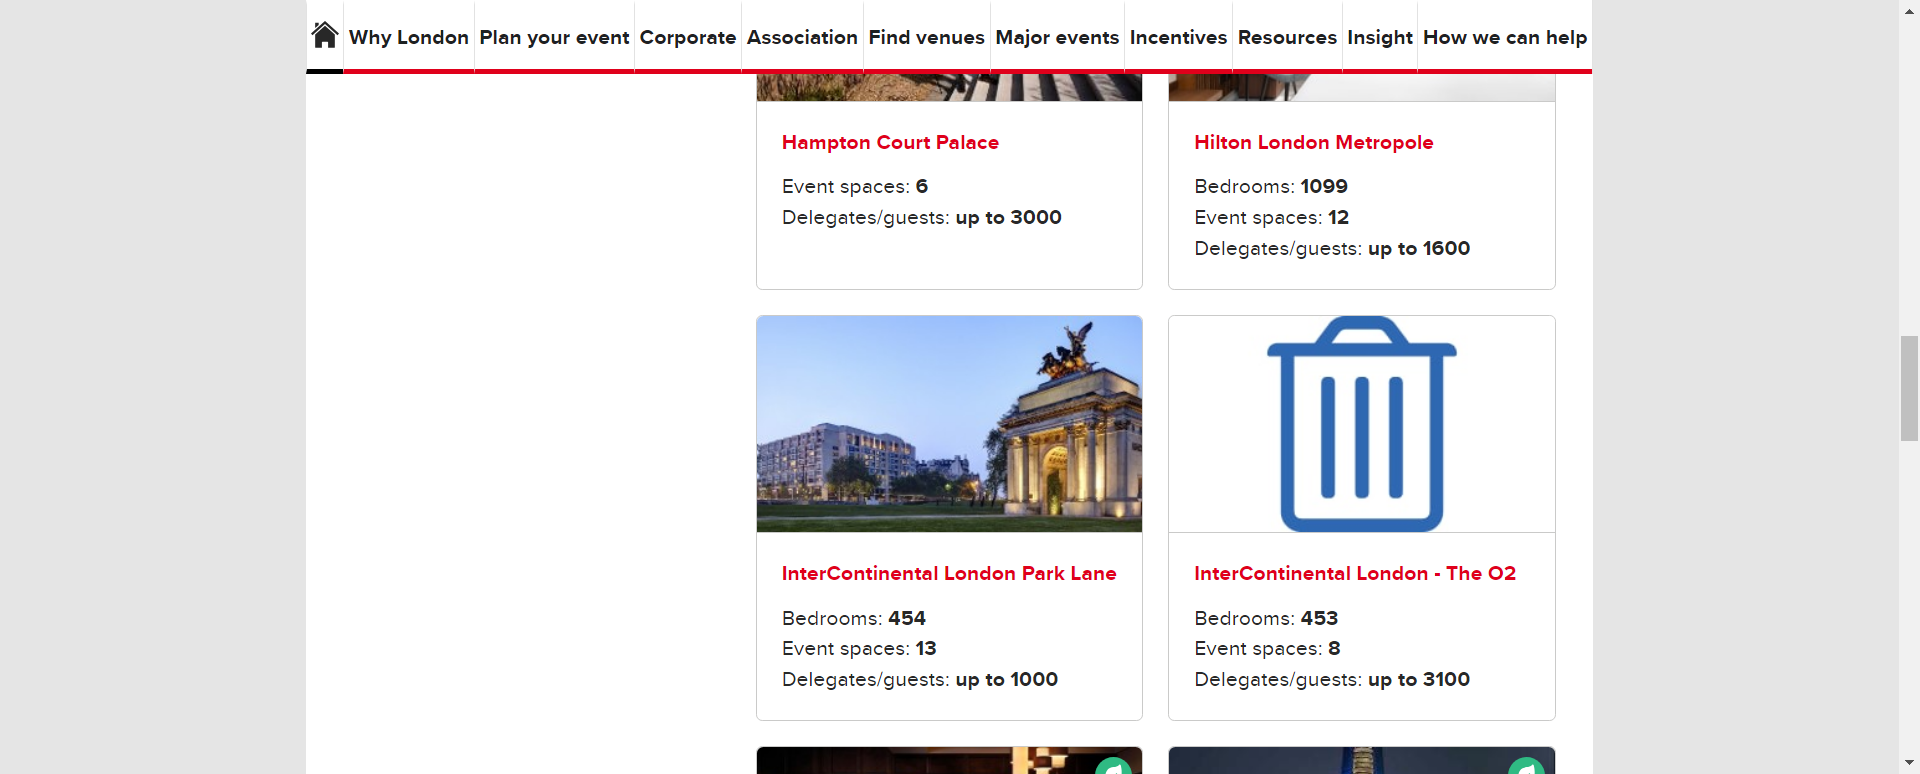 Why London
Plan your event
Corporate
Association
Find venues
Major events
Incentives
Resources
Insight
How we can help
Hampton Court Palace
Event spaces: 6
Delegates/guests: up to 3000
Hilton London Metropole
Bedrooms: 1099
Event spaces: 12
Delegates/guests: up to 1600
InterContinental London Park Lane
Bedrooms: 454
Event spaces: 13
Delegates/guests: up to 1000
InterContinental London - The O2
Bedrooms: 453
Event spaces: 8
Delegates/guests: up to 3100